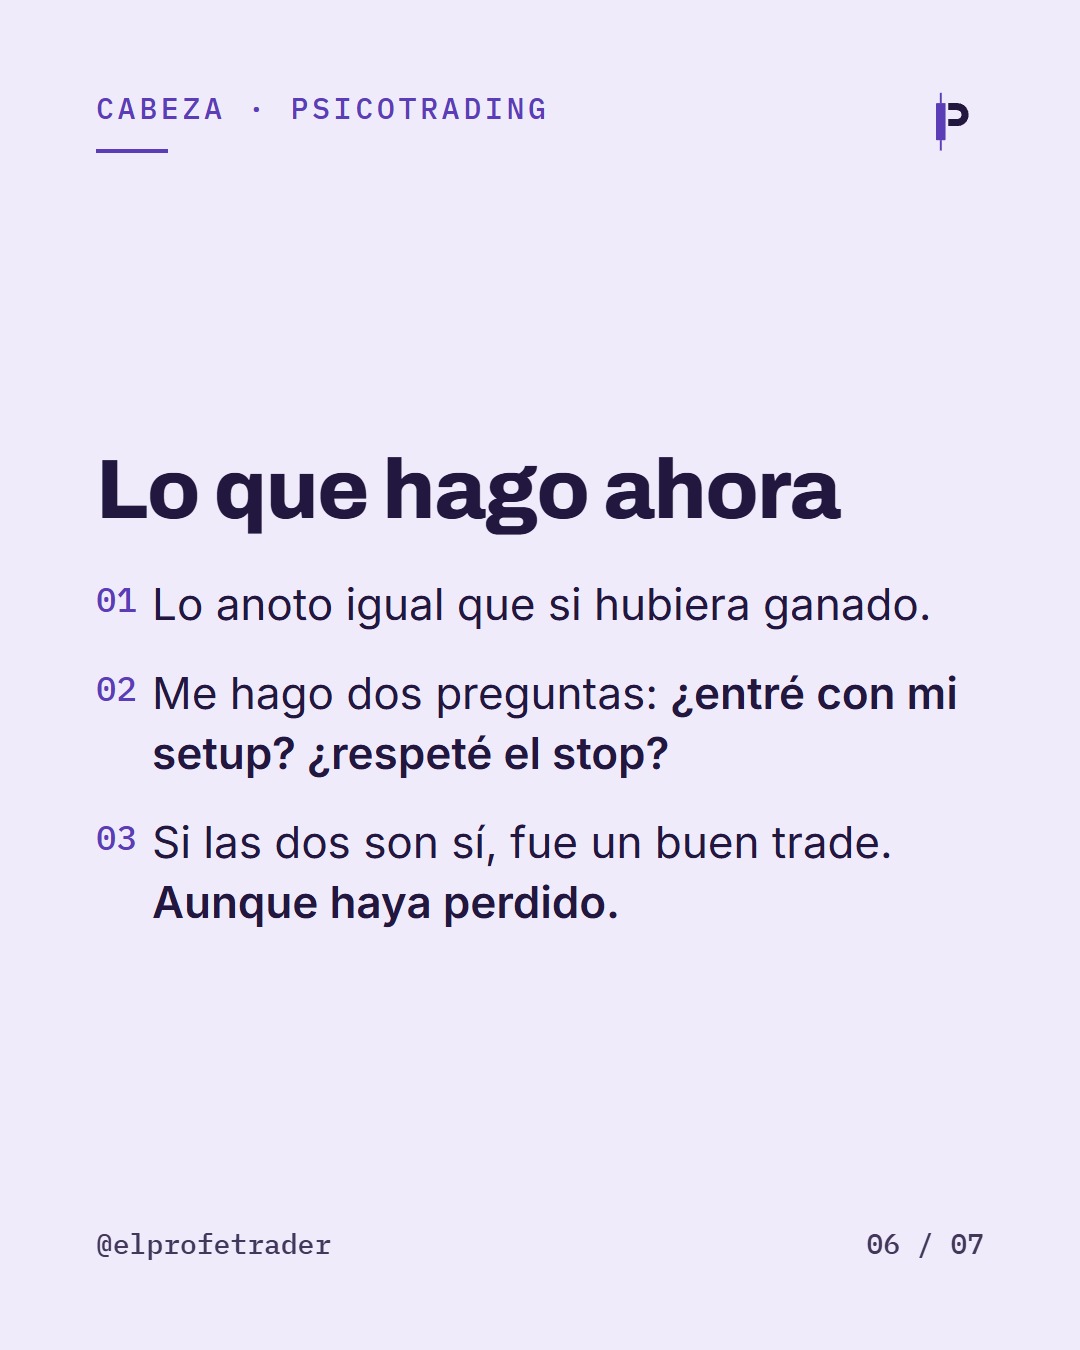 CABEZA · PSICOTRADING
P
Lo que hago ahora
01 Lo anoto igual que si hubiera ganado.
02 Me hago dos preguntas: ¿entré con mi
setup? ¿respeté el stop?
03 Si las dos son sí, fue un buen trade.
Aunque haya perdido.
@elprofetrader
06 / 07